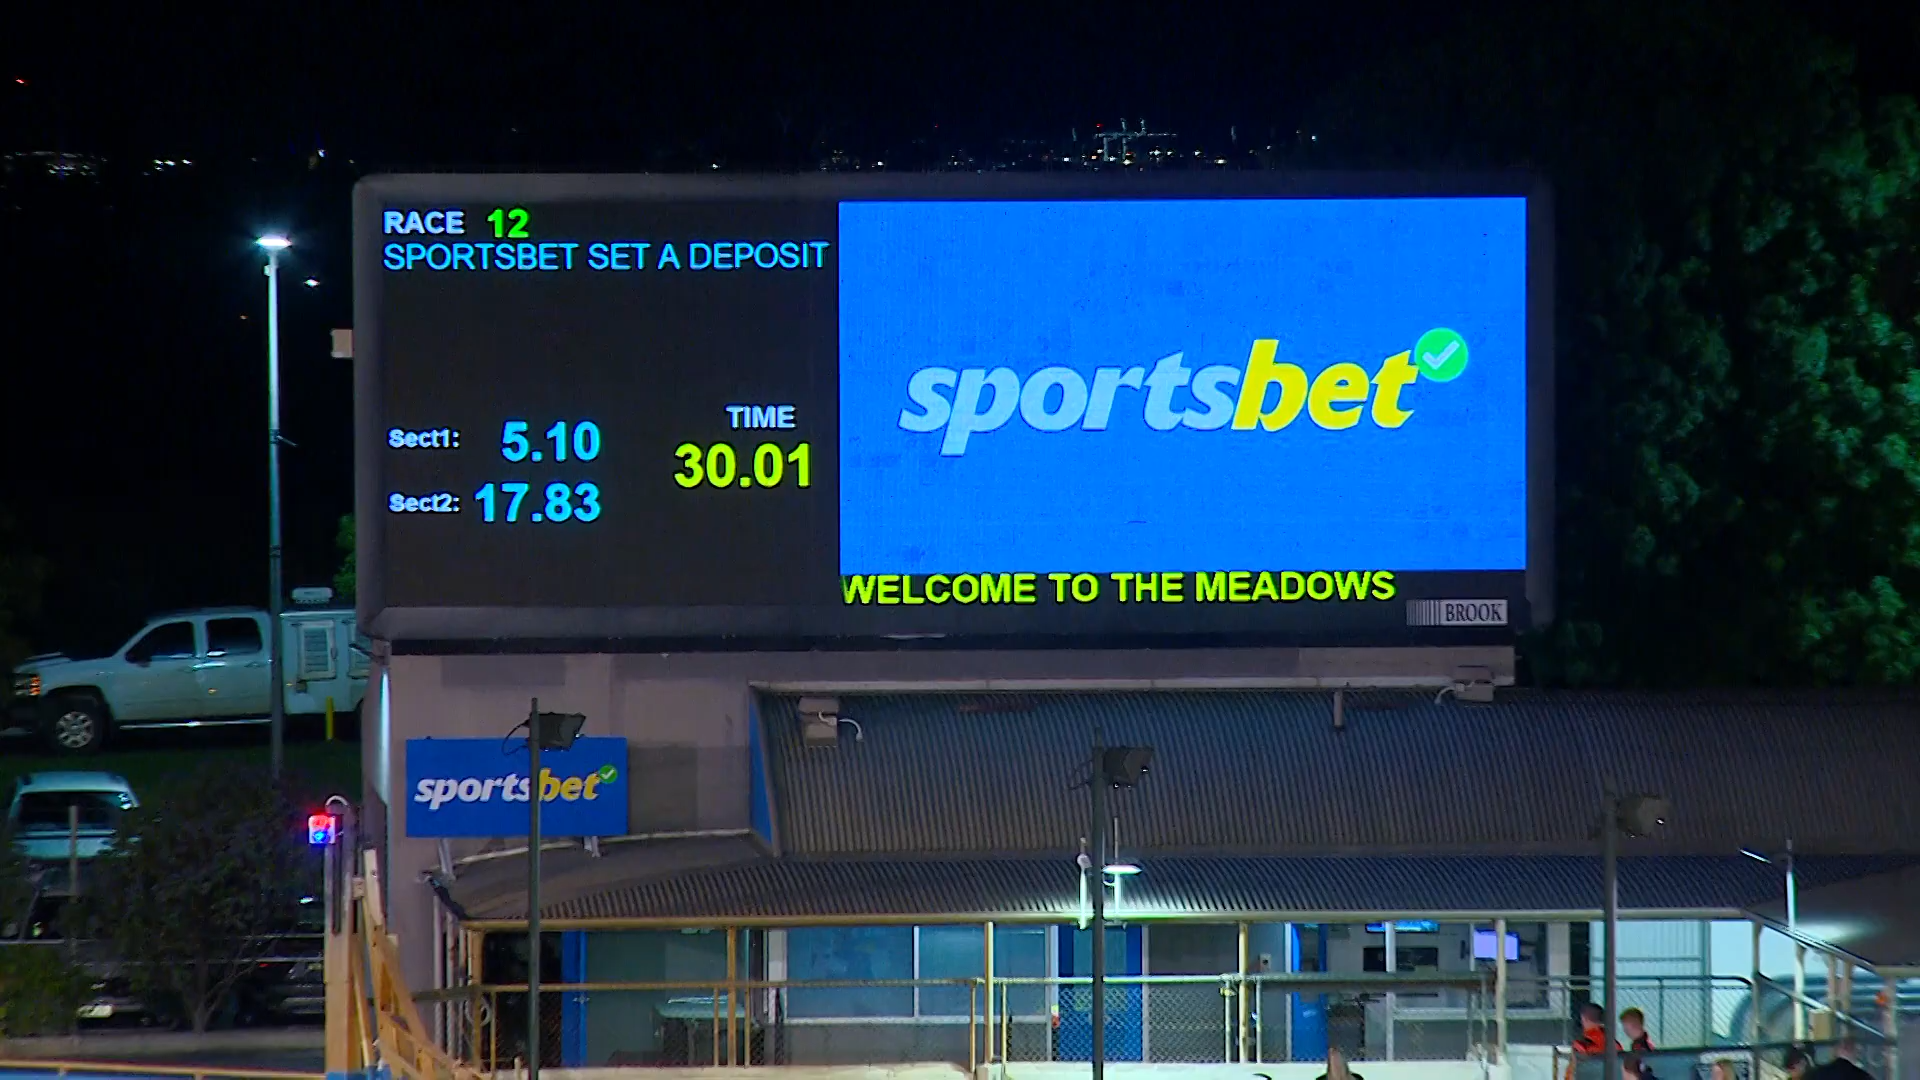 RACE 12
SPORTSBET SET A DEPOSIT
sportsbet
TIME
Sect1: 5.10
30.01
Sect2: 17.83
WELCOME TO THE MEADOWS
BROOK
sportsbet